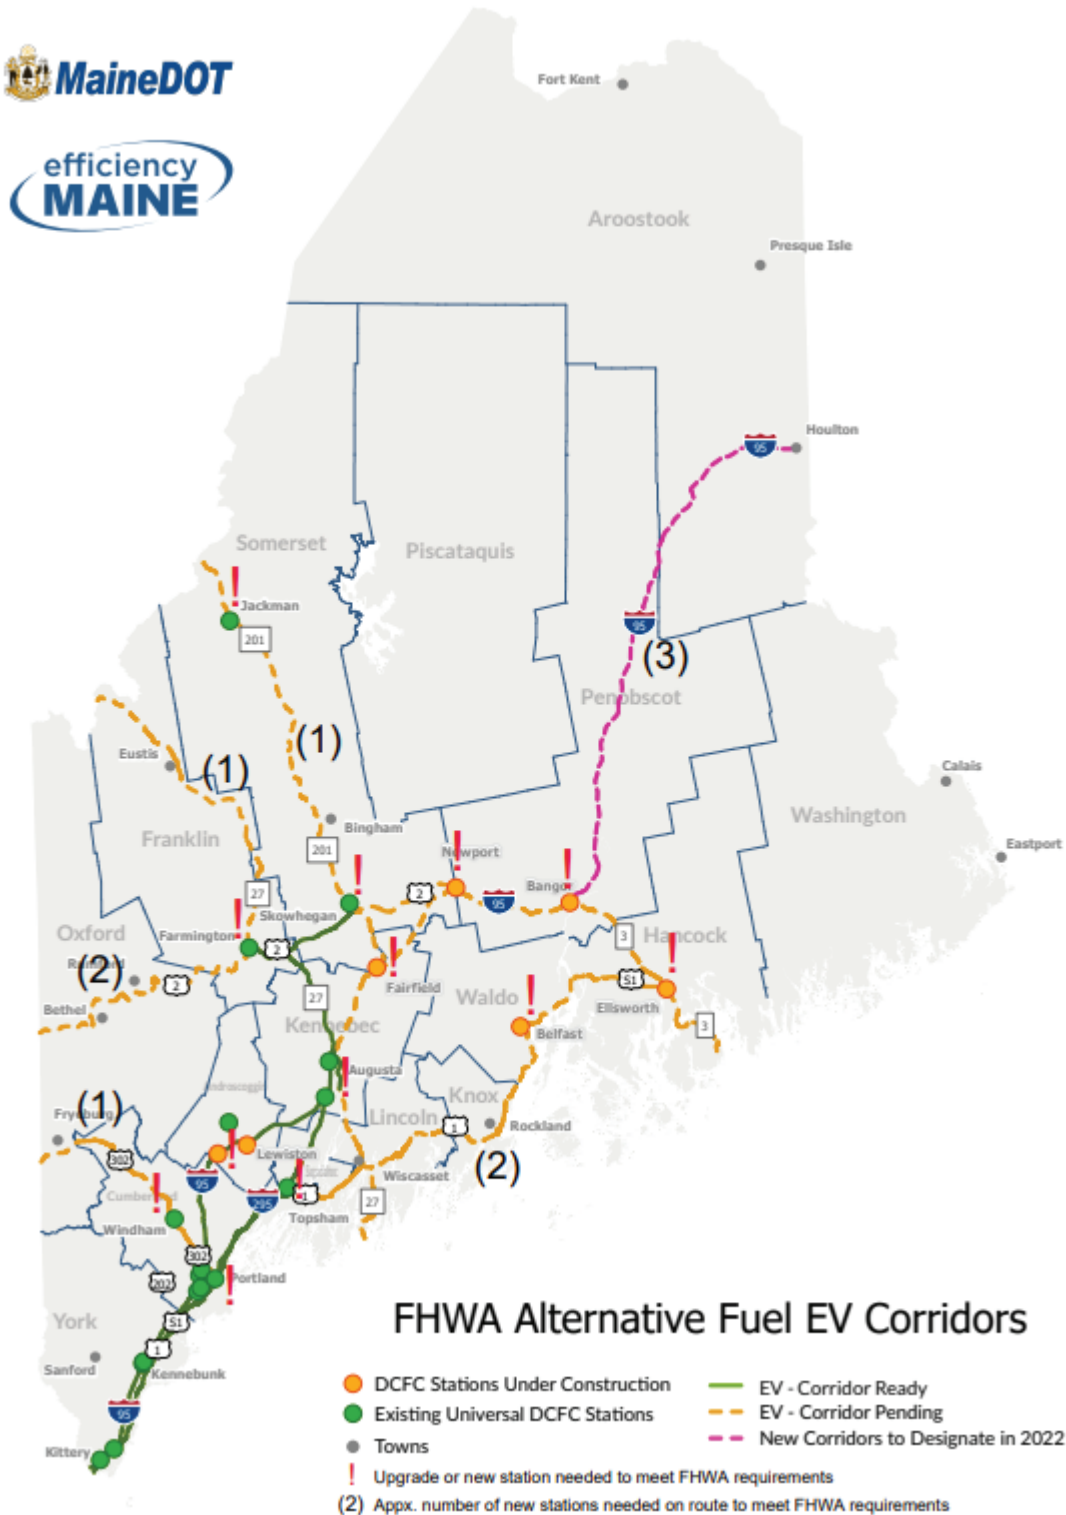 MaineDOT
efficiency
MAINE
Fort Kent
Aroostook
Presque Isle
95
Houlton
Somerset
Piscataquis
Jackman
201
95
(3)
Penobscot
(1)
Eustis
(1)
Calais
Washington
Franklin
Bingham
Eastport
201
Newport
27
2
Bangor
95
Skowhegan
Oxford
Farmington
2
3
Hancock
(2)
2
Fairfield
27
Waldo
S1
Ellsworth
Bethel
Kennebec
Belfast
3
Augusta
Androscoggin
Knox
(1)
Fryeburg
Lincoln
1
Rockland
302
Lewiston
(2)
95
Wiscasset
Cumberland
295
1
27
Windham
Topsham
302
202
Portland
York
S1
1
FHWA Alternative Fuel EV Corridors
Sanford
Kennebunk
95
Kittery
DCFC Stations Under Construction
Existing Universal DCFC Stations
Towns
! Upgrade or new station needed to meet FHWA requirements
(2) Appx. number of new stations needed on route to meet FHWA requirements
EV - Corridor Ready
EV - Corridor Pending
New Corridors to Designate in 2022